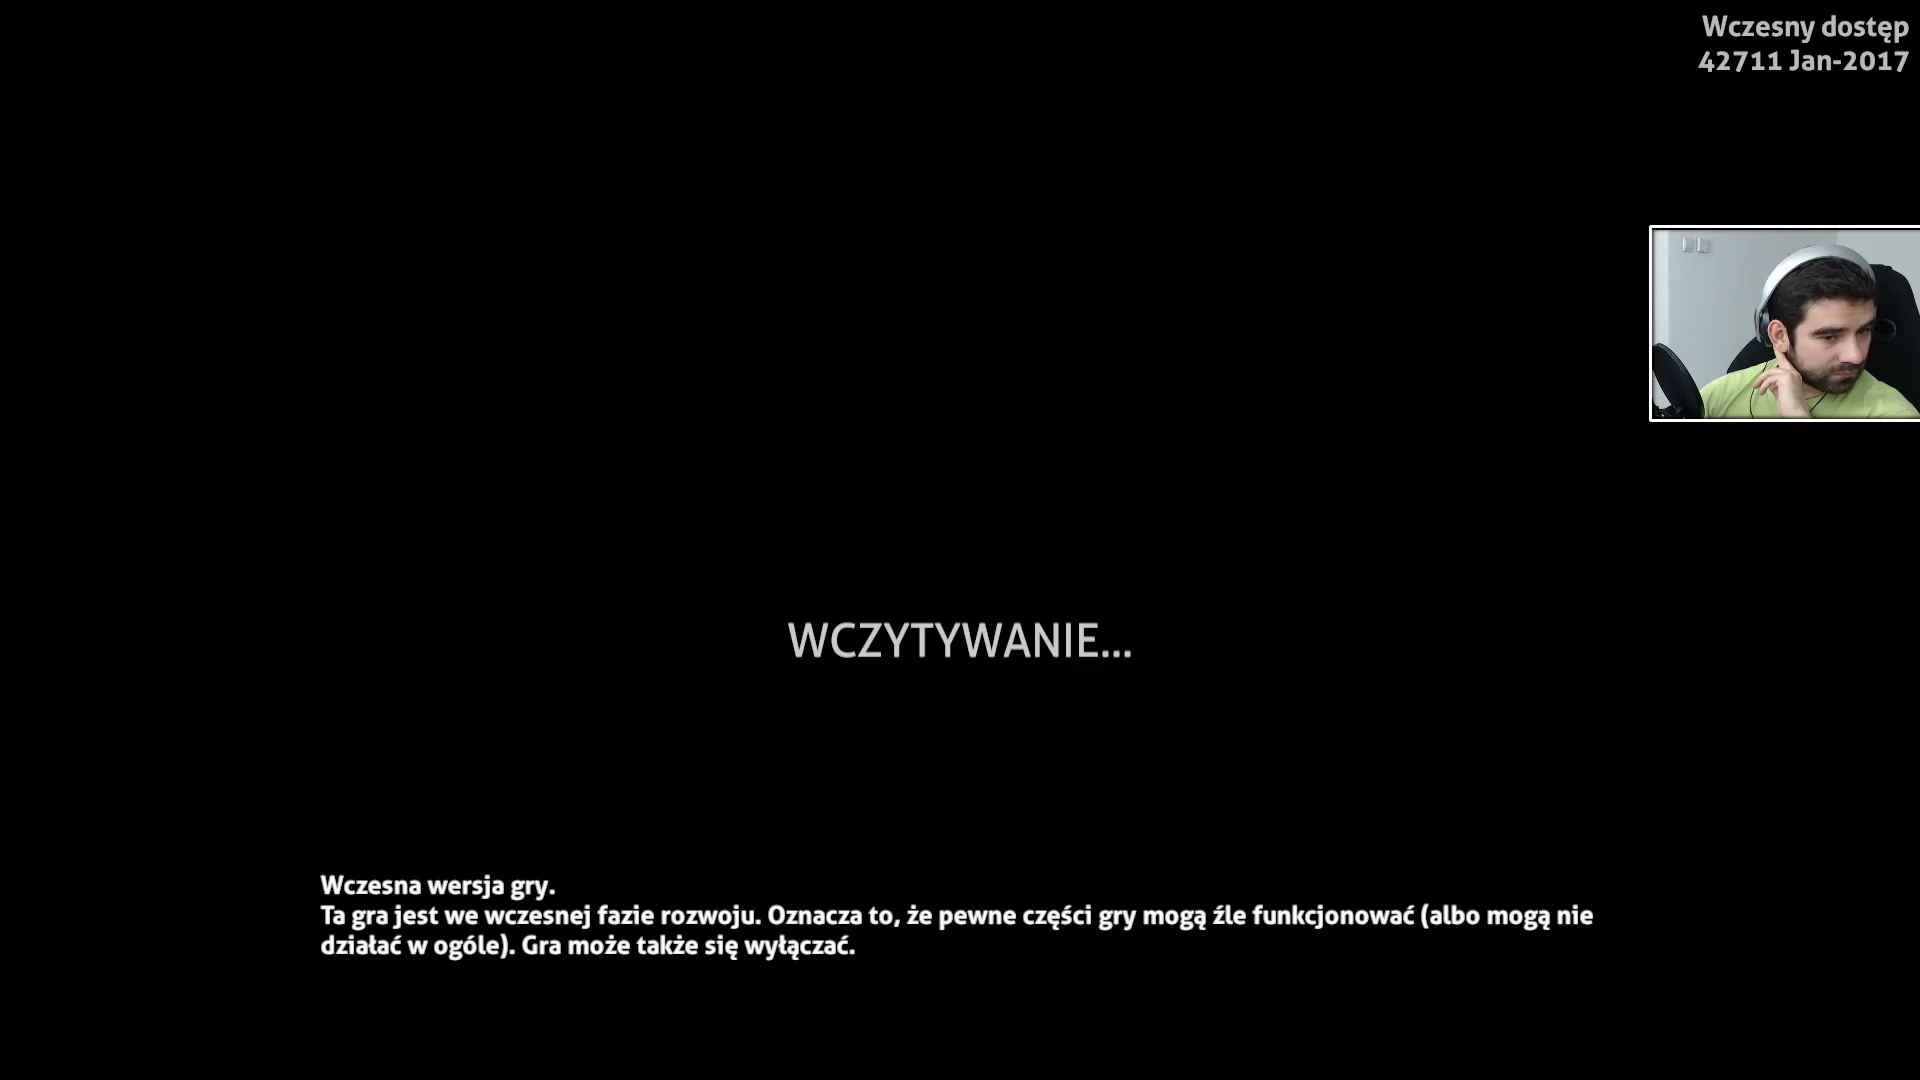 Wczesny dostęp
42711 Jan-2017
WCZYTYWANIE...
Wczesna wersja gry.
Ta gra jest we wczesnej fazie rozwoju. Oznacza to, że pewne części gry mogą źle funkcjonować (albo mogą nie
działać w ogóle). Gra może także się wyłączać.